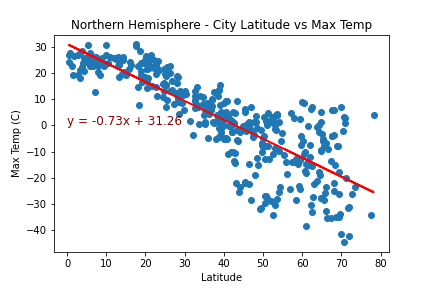 Northern Hemisphere - City Latitude vs Max Temp
30
20
10
0
−10
−20
−30
−40
Max Temp (C)
y = -0.73x + 31.26
0 10 20 30 40 50 60 70 80
Latitude